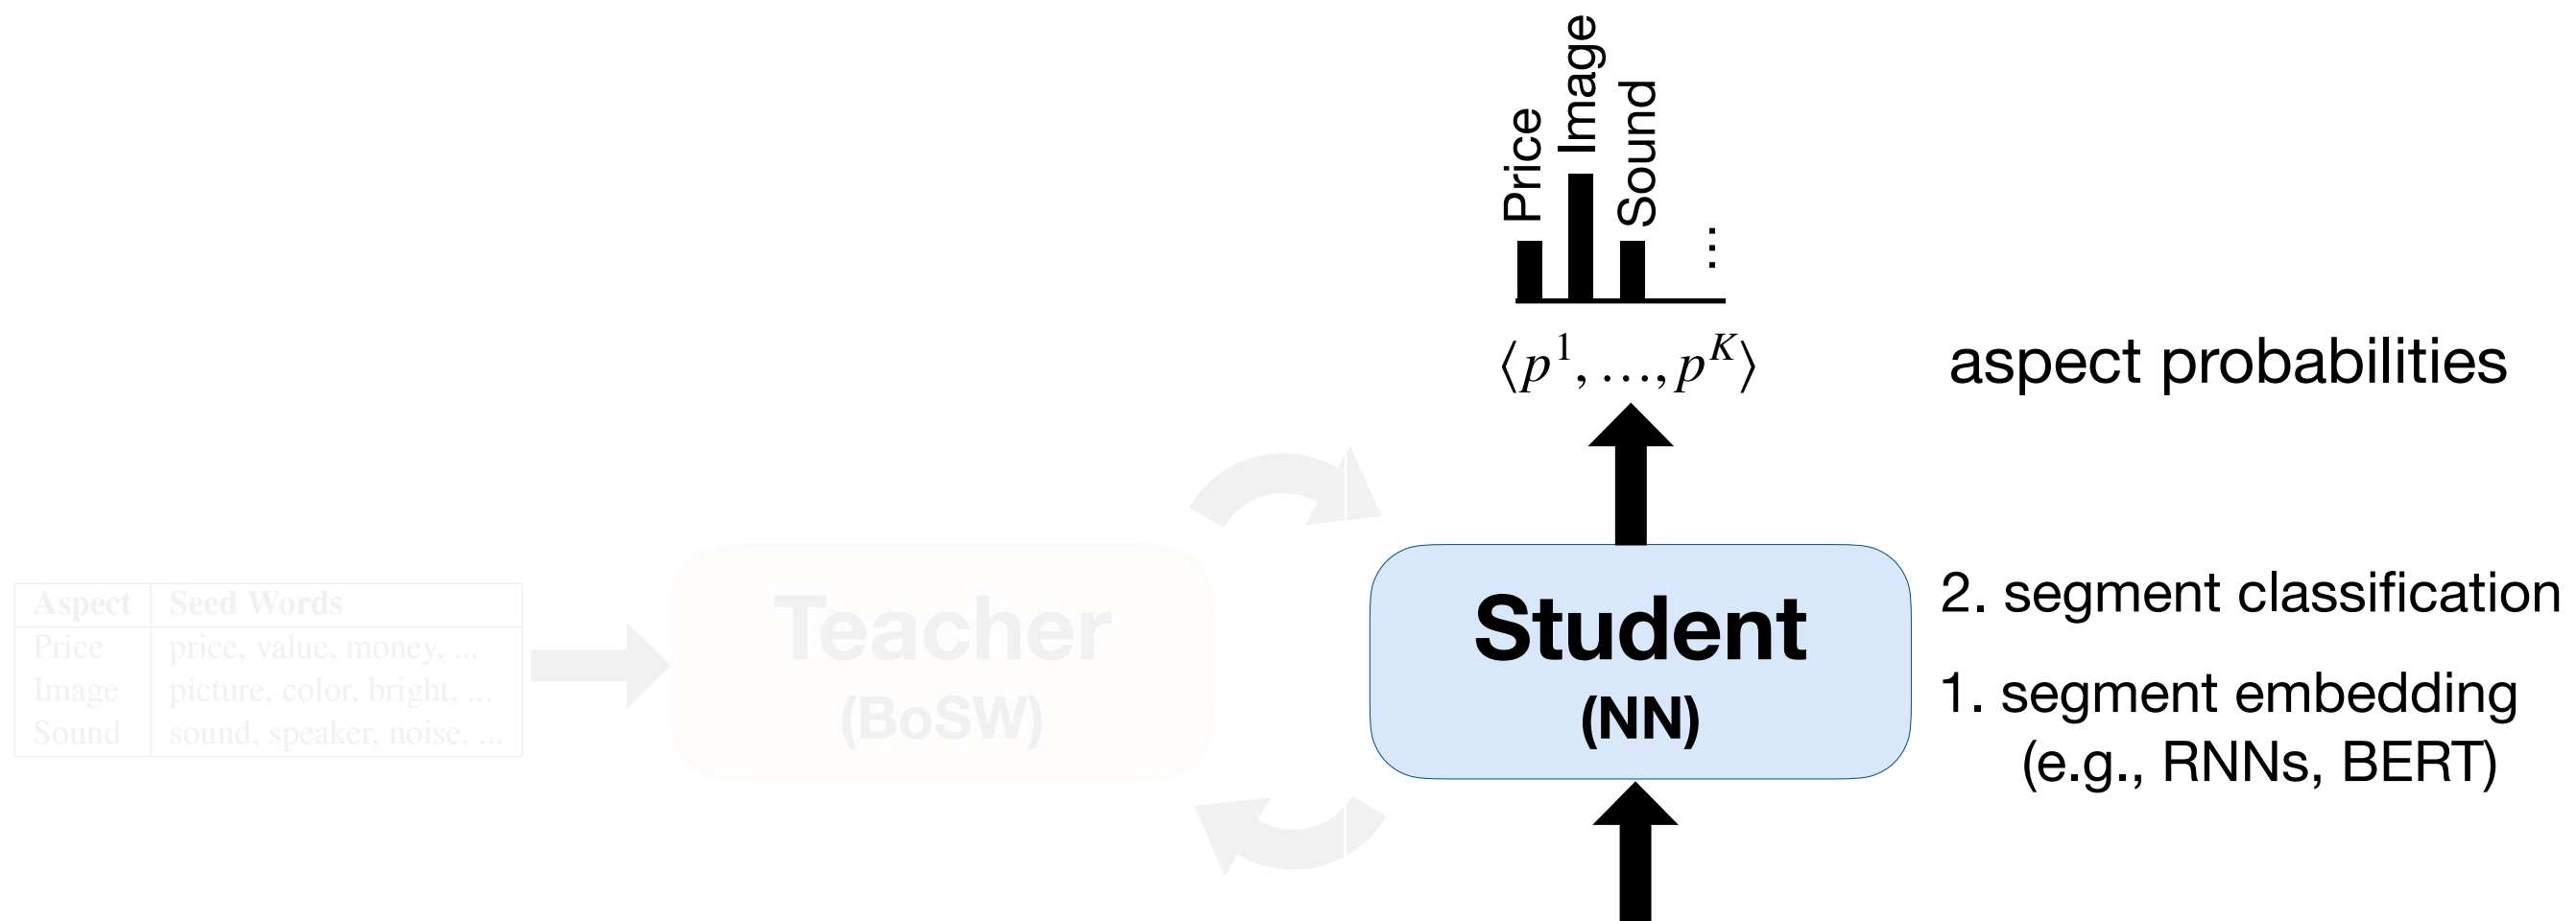 Price
Image
Sound
...
⟨p¹, …, pᴷ⟩
aspect probabilities
Aspect Seed Words
Price price, value, money, ...
Image picture, color, bright, ...
Sound sound, speaker, noise, ...
Teacher
(BoSW)
Student
(NN)
2. segment classification
1. segment embedding
(e.g., RNNs, BERT)